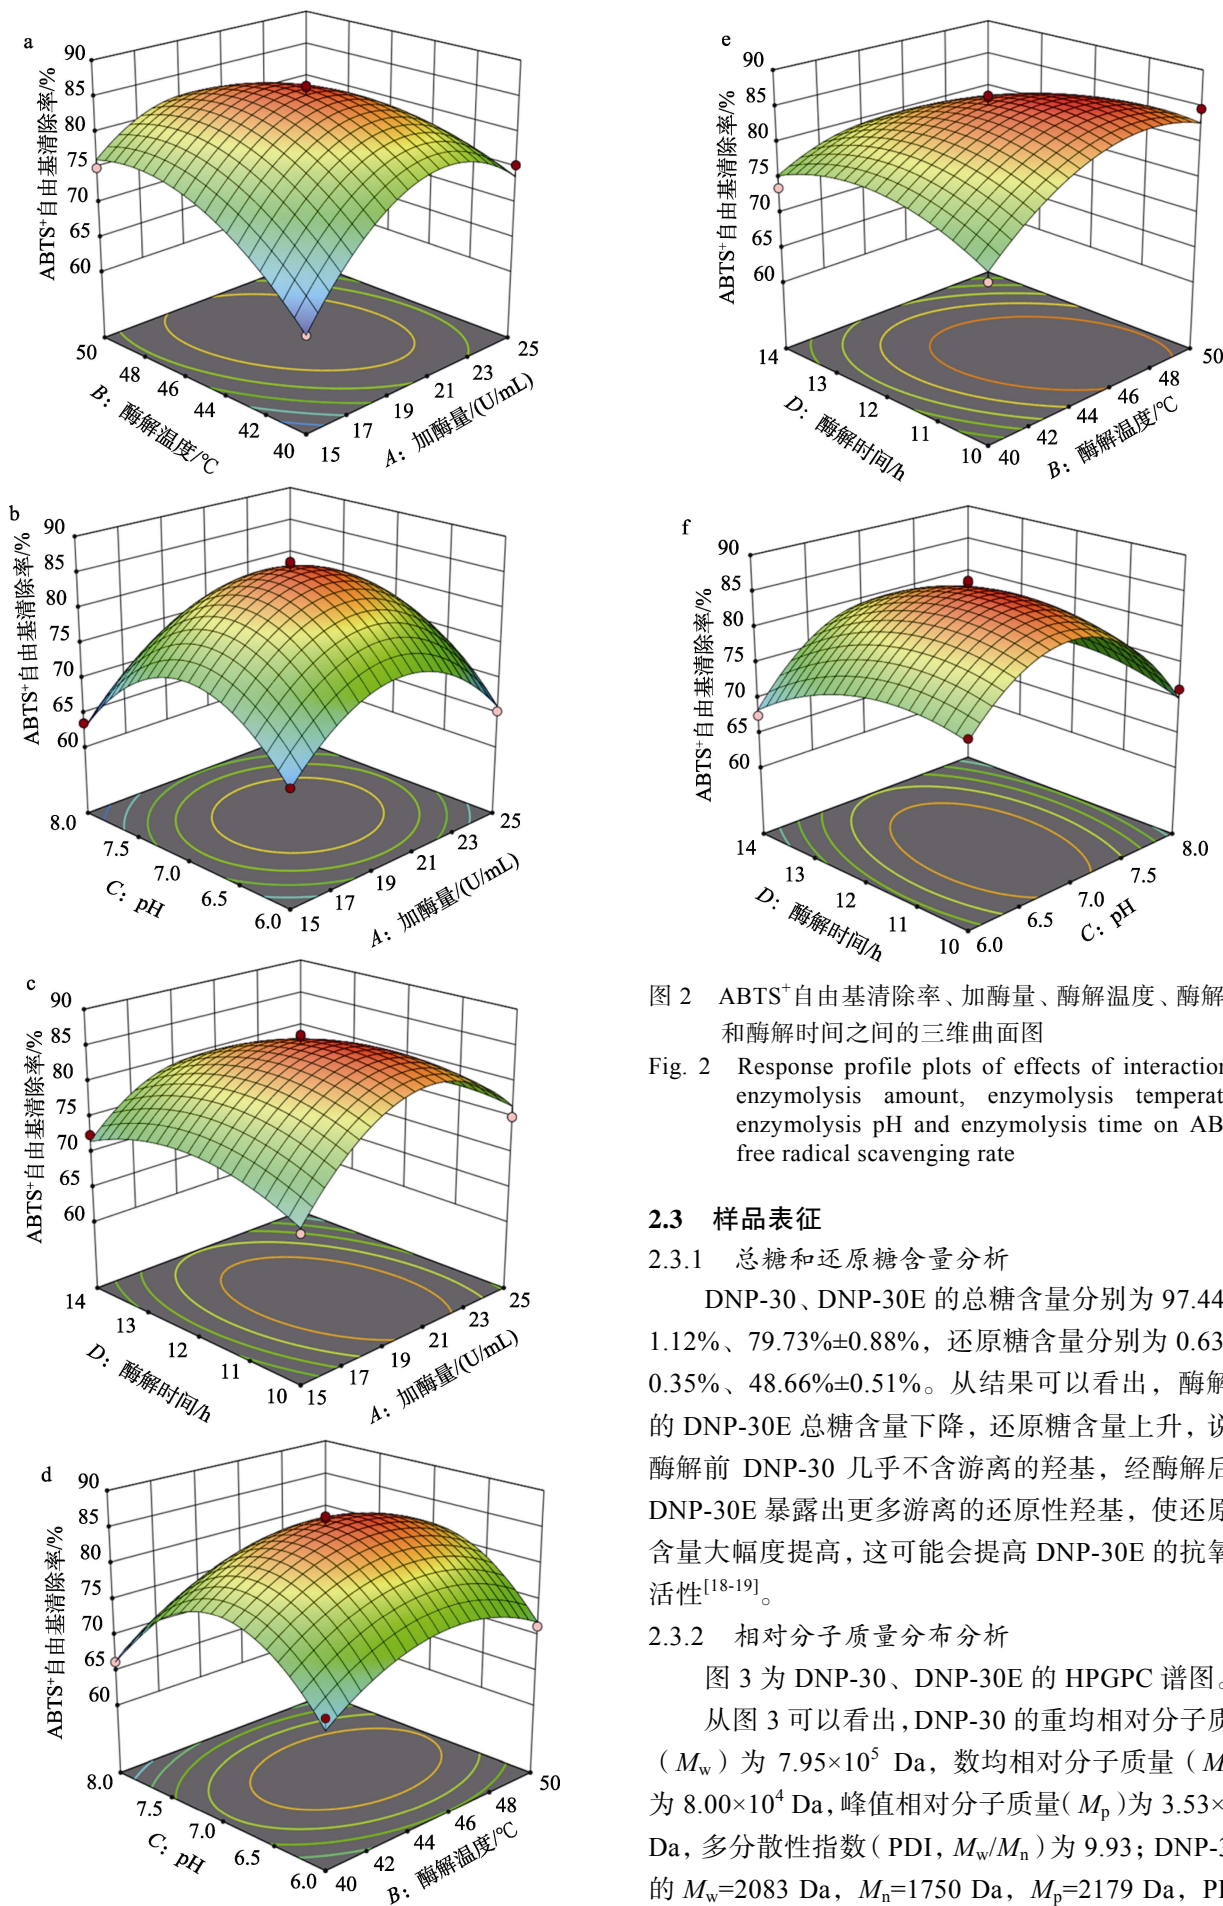 a
90
85
80
75
70
65
60
ABTS⁺自由基清除率/%
50
48
46
44
42
40
B：酶解温度/℃
15
17
19
21
23
25
A：加酶量/(U/mL)
b
90
85
80
75
70
65
60
ABTS⁺自由基清除率/%
8.0
7.5
7.0
6.5
6.0
C：pH
15
17
19
21
23
25
A：加酶量/(U/mL)
c
90
85
80
75
70
65
60
ABTS⁺自由基清除率/%
14
13
12
11
10
D：酶解时间/h
15
17
19
21
23
25
A：加酶量/(U/mL)
d
90
85
80
75
70
65
60
ABTS⁺自由基清除率/%
8.0
7.5
7.0
6.5
6.0
C：pH
40
42
44
46
48
50
B：酶解温度/℃
e
90
85
80
75
70
65
60
ABTS⁺自由基清除率/%
14
13
12
11
10
D：酶解时间/h
40
42
44
46
48
50
B：酶解温度/℃
f
90
85
80
75
70
65
60
ABTS⁺自由基清除率/%
14
13
12
11
10
D：酶解时间/h
6.0
6.5
7.0
7.5
8.0
C：pH
图 2 ABTS⁺自由基清除率、加酶量、酶解温度、酶解
和酶解时间之间的三维曲面图
Fig. 2 Response profile plots of effects of interaction
enzymolysis amount, enzymolysis temperat
enzymolysis pH and enzymolysis time on AB
free radical scavenging rate
2.3 样品表征
2.3.1 总糖和还原糖含量分析
DNP-30、DNP-30E 的总糖含量分别为 97.44
1.12%、79.73%±0.88%，还原糖含量分别为 0.63
0.35%、48.66%±0.51%。从结果可以看出，酶解
的 DNP-30E 总糖含量下降，还原糖含量上升，说
酶解前 DNP-30 几乎不含游离的羟基，经酶解后
DNP-30E 暴露出更多游离的还原性羟基，使还原
含量大幅度提高，这可能会提高 DNP-30E 的抗氧
活性[18-19]。
2.3.2 相对分子质量分布分析
图 3 为 DNP-30、DNP-30E 的 HPGPC 谱图。
从图 3 可以看出，DNP-30 的重均相对分子质
（Mw）为 7.95×10⁵ Da，数均相对分子质量（M
为 8.00×10⁴ Da，峰值相对分子质量（Mp）为 3.53×
Da，多分散性指数（PDI，Mw/Mn）为 9.93；DNP-3
的 Mw=2083 Da，Mn=1750 Da，Mp=2179 Da，P